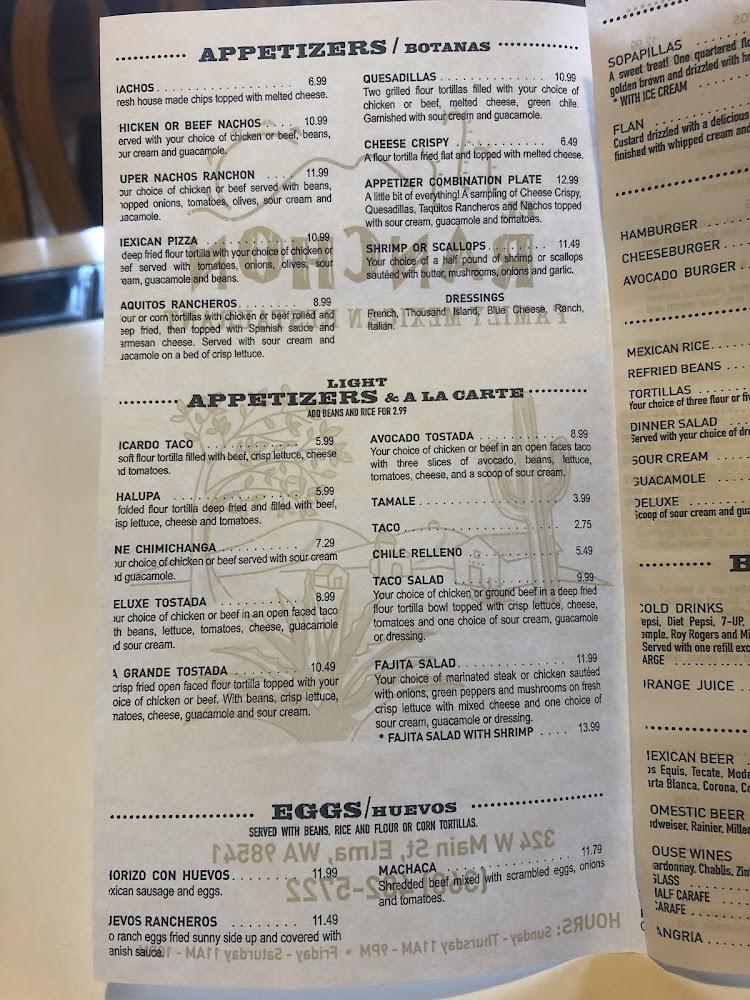 APPETIZERS / BOTANAS
ACHOS 6.99
resh house made chips topped with melted cheese.
HICKEN OR BEEF NACHOS 10.99
erved with your choice of chicken or beef, beans,
our cream and guacamole.
UPER NACHOS RANCHON 11.99
our choice of chicken or beef served with beans,
hopped onions, tomatoes, olives, sour cream and
uacamole.
EXICAN PIZZA 10.99
deep fried flour tortilla with your choice of chicken or
eef served with tomatoes, onions, olives, sour
eam, guacamole and beans.
AQUITOS RANCHEROS 8.99
our or corn tortillas with chicken or beef rolled and
eep fried, then topped with Spanish sauce and
armesan cheese. Served with sour cream and
uacamole on a bed of crisp lettuce.
QUESADILLAS 10.99
Two grilled flour tortillas filled with your choice of
chicken or beef, melted cheese, green chile.
Garnished with sour cream and guacamole.
CHEESE CRISPY 6.49
A flour tortilla fried flat and topped with melted cheese.
APPETIZER COMBINATION PLATE 12.99
A little bit of everything! A sampling of Cheese Crispy,
Quesadillas, Taquitos Rancheros and Nachos topped
with sour cream, guacamole and tomatoes.
SHRIMP OR SCALLOPS 11.49
Your choice of a half pound of shrimp or scallops
sautéed with butter, mushrooms, onions and garlic.
DRESSINGS
French, Thousand Island, Blue Cheese, Ranch,
Italian.
LIGHT
APPETIZERS & A LA CARTE
ADD BEANS AND RICE FOR 2.99
ICARDO TACO 5.99
soft flour tortilla filled with beef, crisp lettuce, cheese
nd tomatoes.
HALUPA 5.99
folded flour tortilla deep fried and filled with beef,
isp lettuce, cheese and tomatoes.
NE CHIMICHANGA 7.29
our choice of chicken or beef served with sour cream
nd guacamole.
ELUXE TOSTADA 8.99
our choice of chicken or beef in an open faced taco
th beans, lettuce, tomatoes, cheese, guacamole
nd sour cream.
A GRANDE TOSTADA 10.49
crisp fried open faced flour tortilla topped with your
oice of chicken or beef. With beans, crisp lettuce,
matoes, cheese, guacamole and sour cream.
AVOCADO TOSTADA 8.99
Your choice of chicken or beef in an open faces taco
with three slices of avocado, beans, lettuce,
tomatoes, cheese, and a scoop of sour cream.
TAMALE 3.99
TACO 2.75
CHILE RELLENO 5.49
TACO SALAD 9.99
Your choice of chicken or ground beef in a deep fried
flour tortilla bowl topped with crisp lettuce, cheese,
tomatoes and one choice of sour cream, guacamole
or dressing.
FAJITA SALAD 11.99
Your choice of marinated steak or chicken sautéed
with onions, green peppers and mushrooms on fresh
crisp lettuce with mixed cheese and one choice of
sour cream, guacamole or dressing.
* FAJITA SALAD WITH SHRIMP 13.99
EGGS/HUEVOS
SERVED WITH BEANS, RICE AND FLOUR OR CORN TORTILLAS.
HORIZO CON HUEVOS 11.99
exican sausage and eggs.
UEVOS RANCHEROS 11.49
o ranch eggs fried sunny side up and covered with
anish sauce.
MACHACA 11.79
Shredded beef mixed with scrambled eggs, onions
and tomatoes.
324 W Main St, Elma, WA 98541
HOURS: Sunday - Thursday 11AM - 9PM • Friday - Saturday 11AM -
SOPAPILLAS
A sweet treat! One quartered
golden brown and drizzled with
* WITH ICE CREAM
FLAN
Custard drizzled with a delicious
finished with whipped cream and
HAMBURGER
CHEESEBURGER
AVOCADO BURGER
MEXICAN RICE
REFRIED BEANS
TORTILLAS
Your choice of three flour or
DINNER SALAD
Served with your choice of
SOUR CREAM
GUACAMOLE
DELUXE
Scoop of sour cream and
COLD DRINKS
epsi, Diet Pepsi, 7-UP,
emple, Roy Rogers and
Served with one refill
ARGE
ORANGE JUICE
EXICAN BEER
os Equis, Tecate,
arta Blanca, Corona,
OMESTIC BEER
udweiser, Rainier, Miller
OUSE WINES
ardonnay, Chablis,
GLASS
HALF CARAFE
CARAFE
ANGRIA